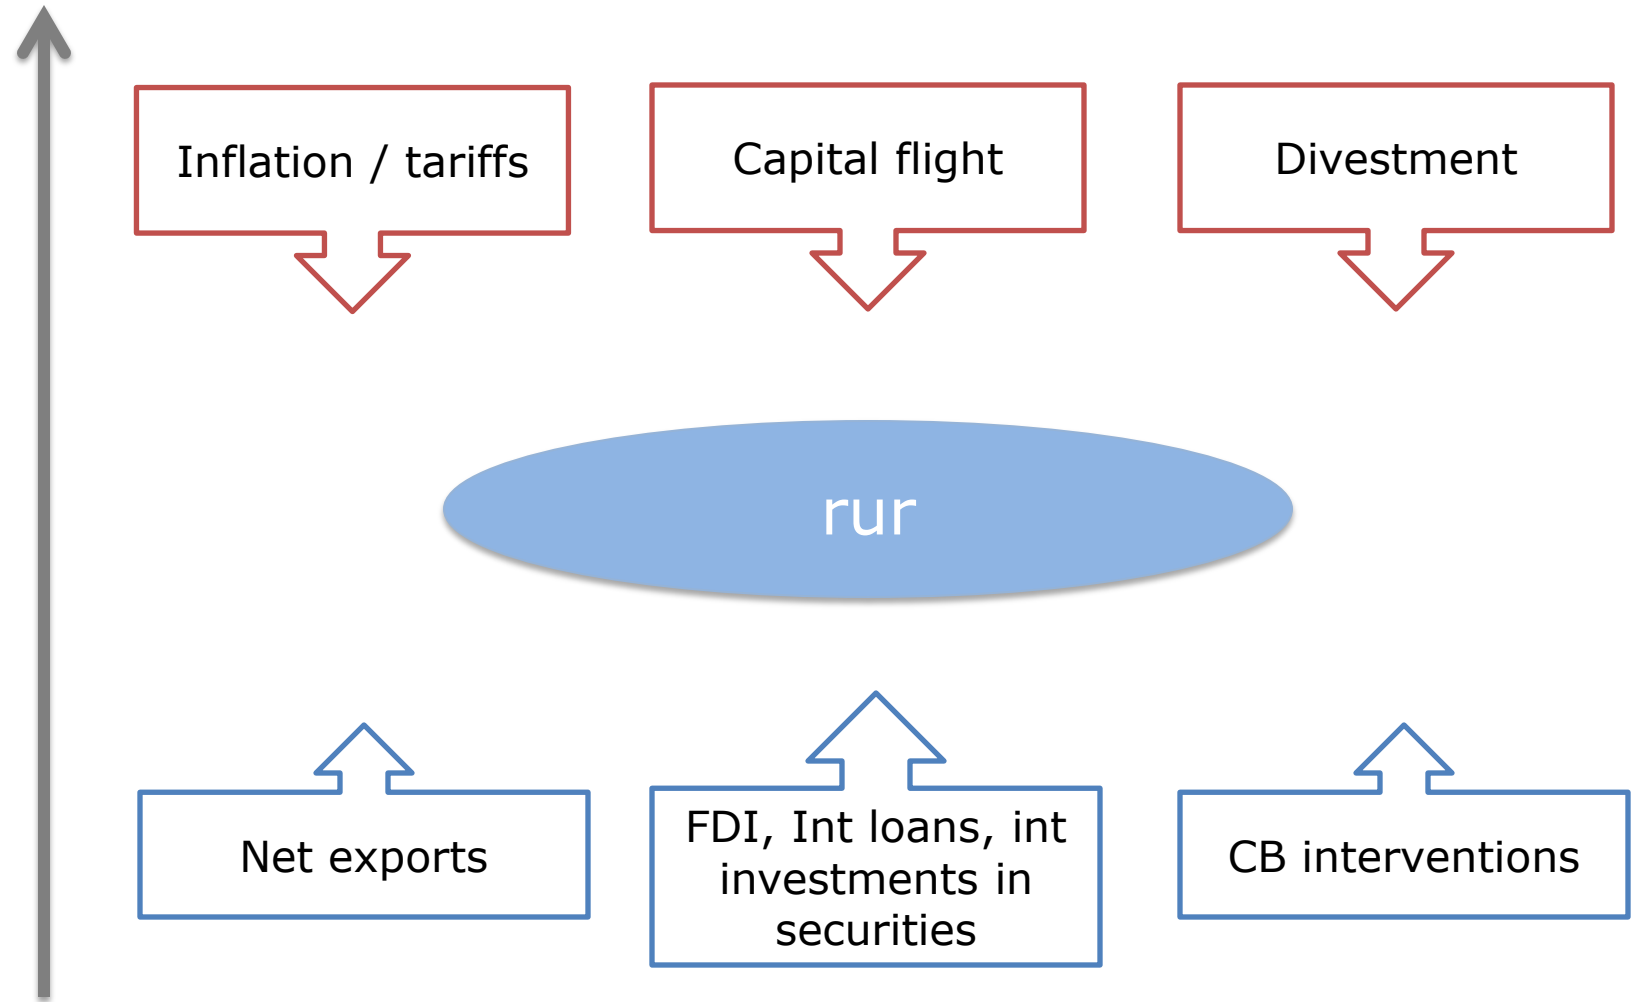 Inflation / tariffs
Capital flight
Divestment
rur
Net exports
FDI, Int loans, int
investments in
securities
CB interventions